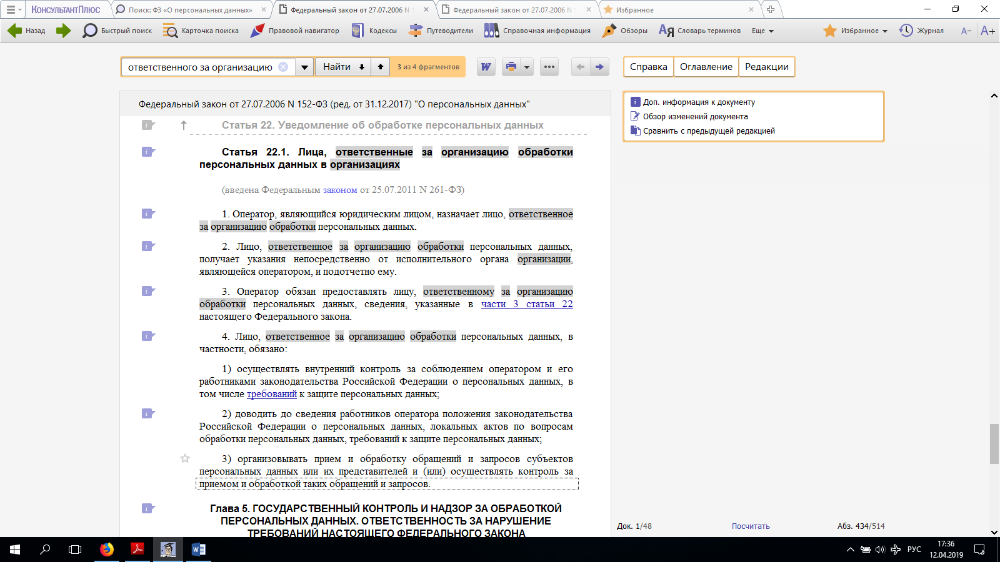 КОНСУЛЬТАНТПЛЮС
Поиск: ФЗ «О персональных данных»
Федеральный закон от 27.07.2006 N
Федеральный закон от 27.07.2006 N
Избранное
Назад
Быстрый поиск
Карточка поиска
Правовой навигатор
Кодексы
Путеводители
Справочная информация
Обзоры
Словарь терминов
Еще
Избранное
Журнал
А−
А+
ответственного за организацию
Найти
3 из 4 фрагментов
Справка
Оглавление
Редакции
Федеральный закон от 27.07.2006 N 152-ФЗ (ред. от 31.12.2017) "О персональных данных"
Доп. информация к документу
Обзор изменений документа
Сравнить с предыдущей редакцией
Статья 22. Уведомление об обработке персональных данных
Статья 22.1. Лица, ответственные за организацию обработки
персональных данных в организациях
(введена Федеральным законом от 25.07.2011 N 261-ФЗ)
1. Оператор, являющийся юридическим лицом, назначает лицо, ответственное
за организацию обработки персональных данных.
2. Лицо, ответственное за организацию обработки персональных данных,
получает указания непосредственно от исполнительного органа организации,
являющейся оператором, и подотчетно ему.
3. Оператор обязан предоставлять лицу, ответственному за организацию
обработки персональных данных, сведения, указанные в части 3 статьи 22
настоящего Федерального закона.
4. Лицо, ответственное за организацию обработки персональных данных, в
частности, обязано:
1) осуществлять внутренний контроль за соблюдением оператором и его
работниками законодательства Российской Федерации о персональных данных, в
том числе требований к защите персональных данных;
2) доводить до сведения работников оператора положения законодательства
Российской Федерации о персональных данных, локальных актов по вопросам
обработки персональных данных, требований к защите персональных данных;
3) организовывать прием и обработку обращений и запросов субъектов
персональных данных или их представителей и (или) осуществлять контроль за
приемом и обработкой таких обращений и запросов.
Глава 5. ГОСУДАРСТВЕННЫЙ КОНТРОЛЬ И НАДЗОР ЗА ОБРАБОТКОЙ
ПЕРСОНАЛЬНЫХ ДАННЫХ. ОТВЕТСТВЕННОСТЬ ЗА НАРУШЕНИЕ
ТРЕБОВАНИЙ НАСТОЯЩЕГО ФЕДЕРАЛЬНОГО ЗАКОНА
Док. 1/48
Посчитать
Абз. 434/514
РУС
17:36
12.04.2019